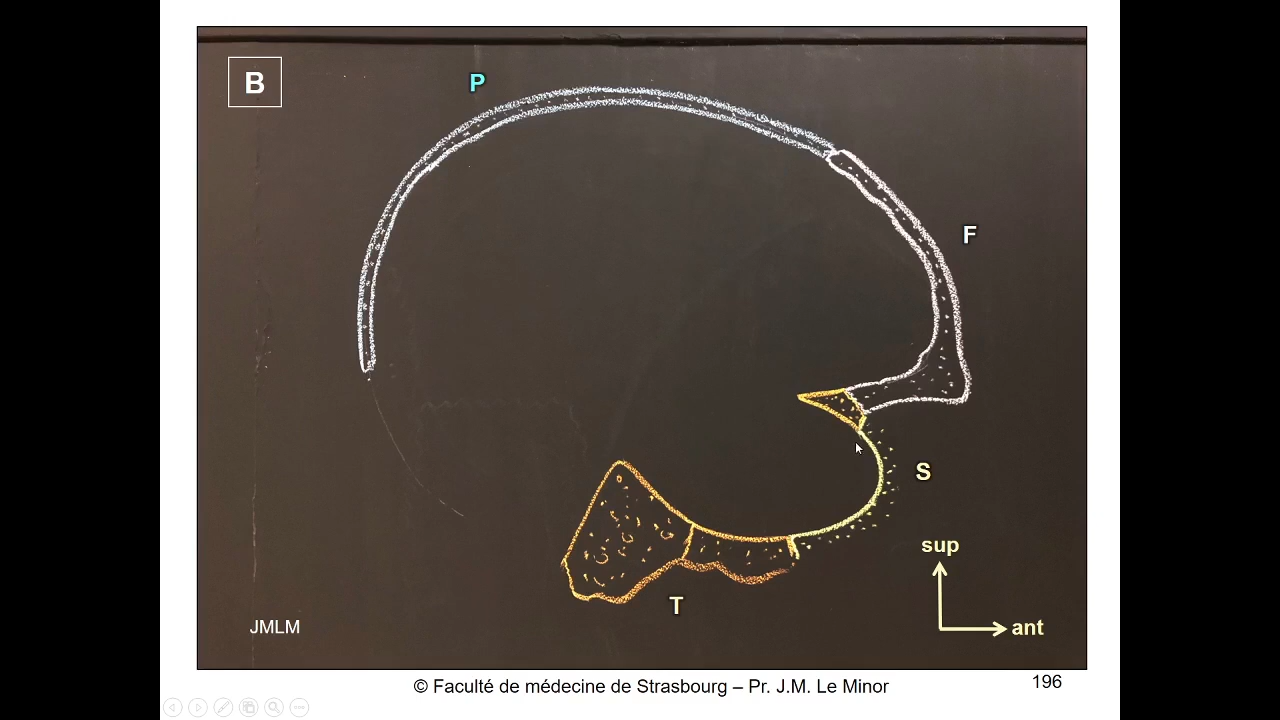 B
P
F
S
sup
ant
T
JMLM
© Faculté de médecine de Strasbourg – Pr. J.M. Le Minor
196